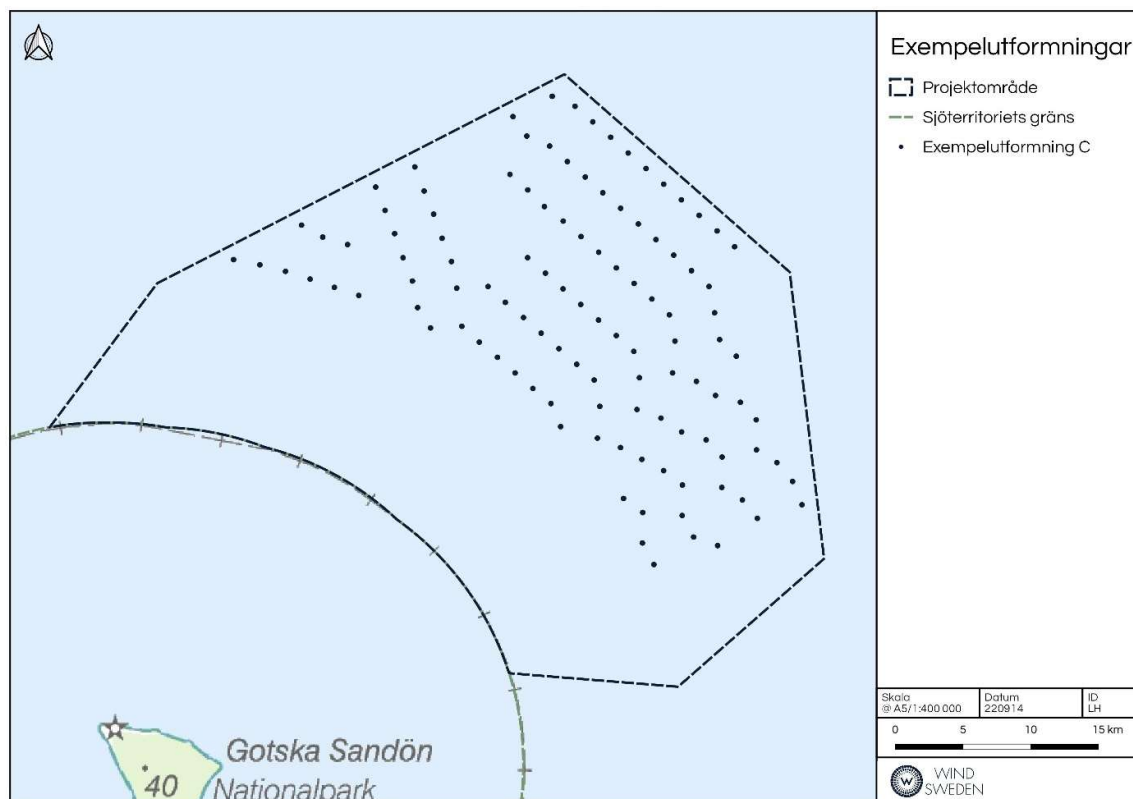 Exempelutformningar
Projektområde
Sjöterritoriets gräns
Exempelutformning C
Gotska Sandön
Nationalpark
40
Skala
@ A5/1:400 000
Datum
220914
ID
LH
0 5 10 15 km
W
WIND
SWEDEN